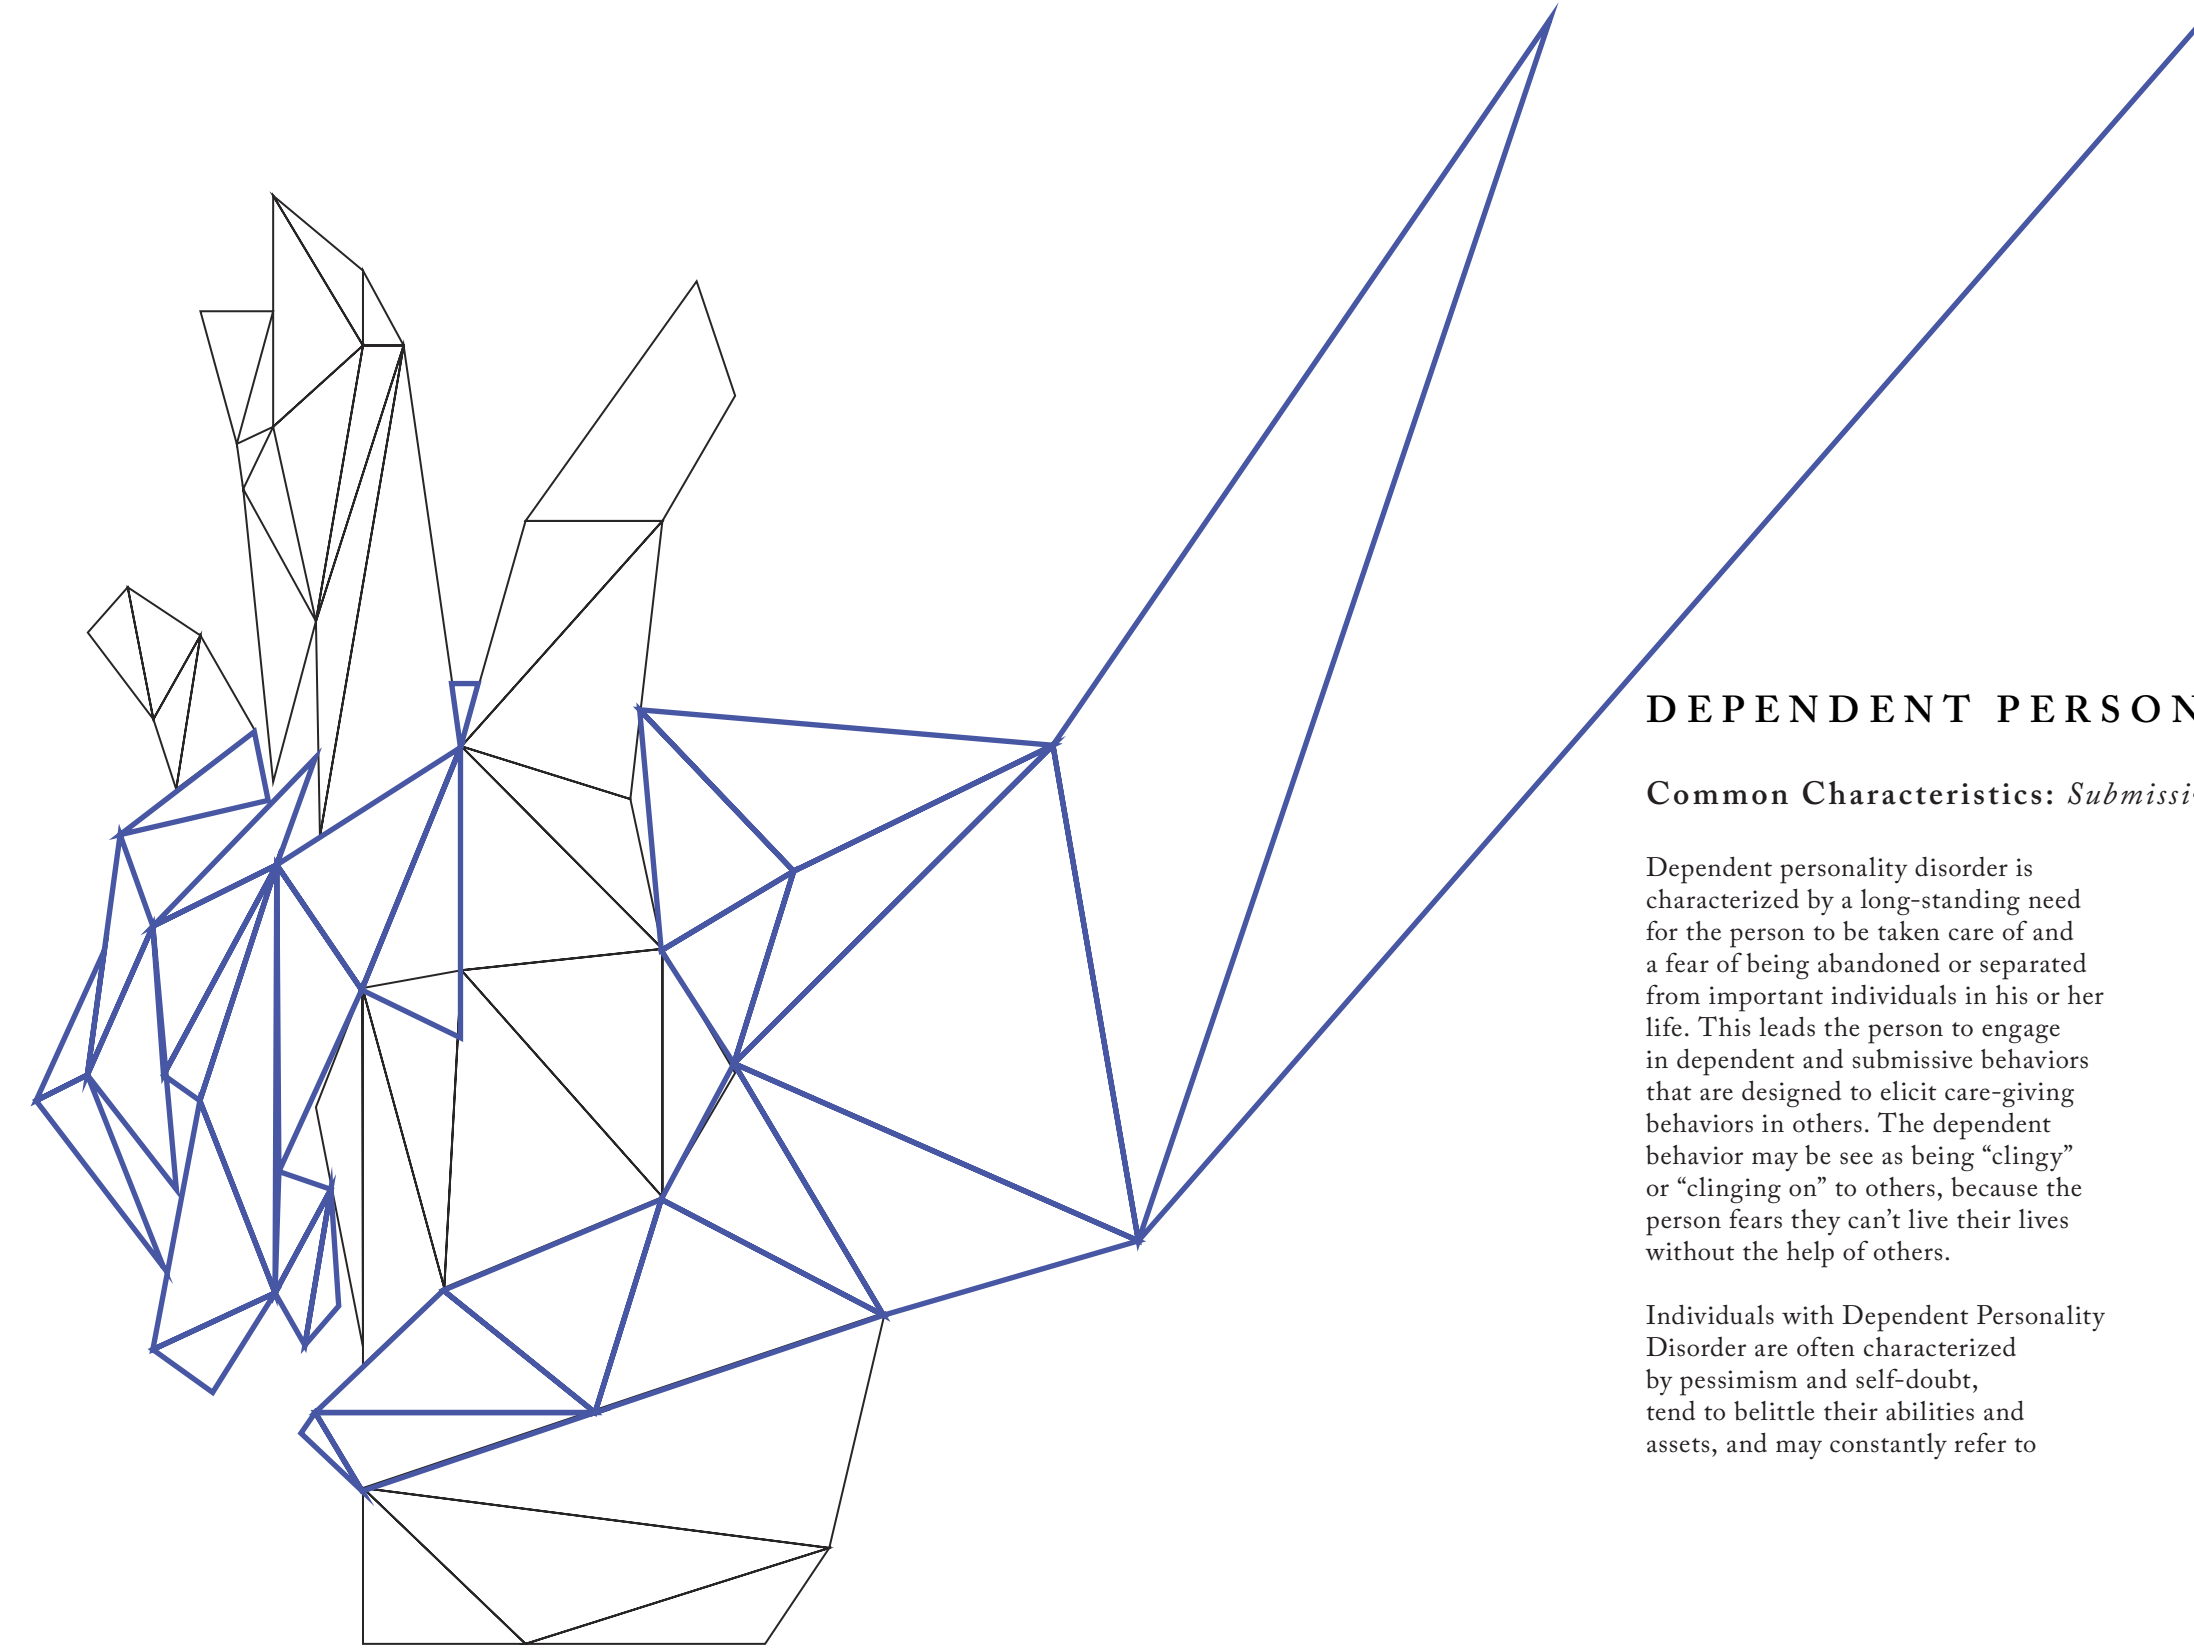 DEPENDENT PERSON
Common Characteristics: Submissi
Dependent personality disorder is
characterized by a long-standing need
for the person to be taken care of and
a fear of being abandoned or separated
from important individuals in his or her
life. This leads the person to engage
in dependent and submissive behaviors
that are designed to elicit care-giving
behaviors in others. The dependent
behavior may be see as being “clingy”
or “clinging on” to others, because the
person fears they can’t live their lives
without the help of others.
Individuals with Dependent Personality
Disorder are often characterized
by pessimism and self-doubt,
tend to belittle their abilities and
assets, and may constantly refer to